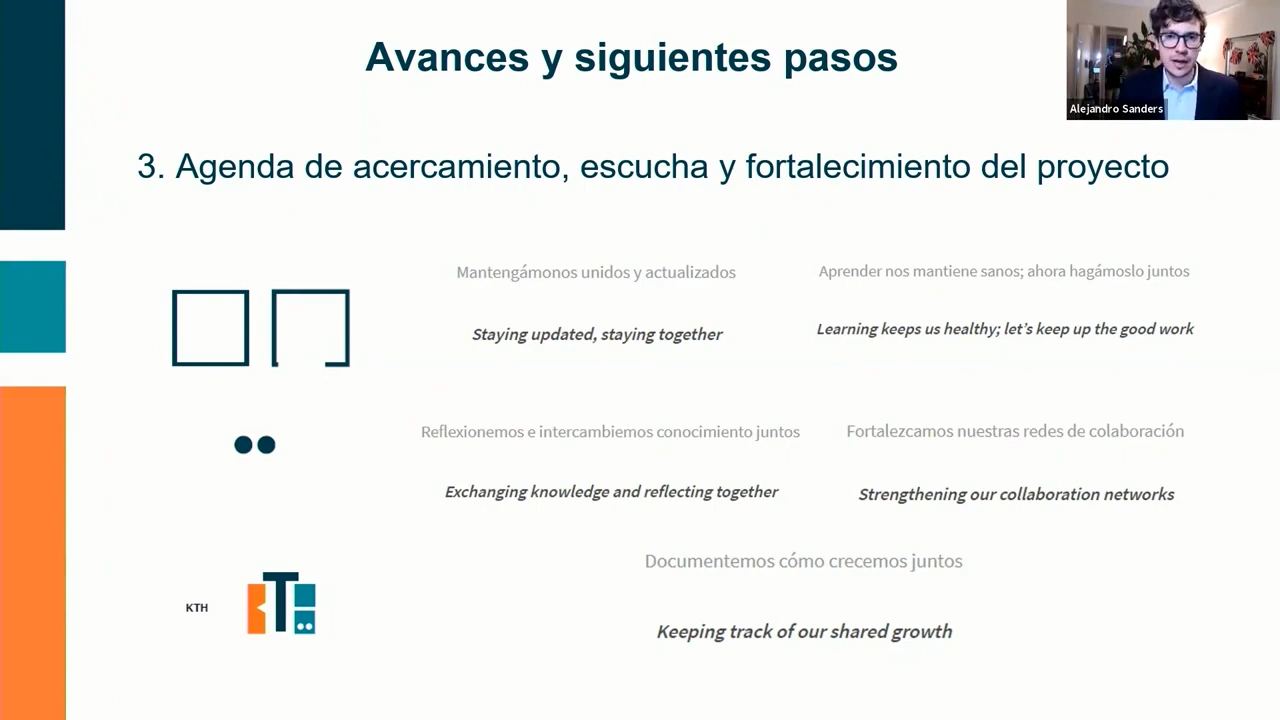 Avances y siguientes pasos
Alejandro Sanders
3. Agenda de acercamiento, escucha y fortalecimiento del proyecto
Mantengámonos unidos y actualizados
Aprender nos mantiene sanos; ahora hagámoslo juntos
Staying updated, staying together
Learning keeps us healthy; let's keep up the good work
Reflexionemos e intercambiemos conocimiento juntos
Fortalezcamos nuestras redes de colaboración
Exchanging knowledge and reflecting together
Strengthening our collaboration networks
Documentemos cómo crecemos juntos
KTH
Keeping track of our shared growth